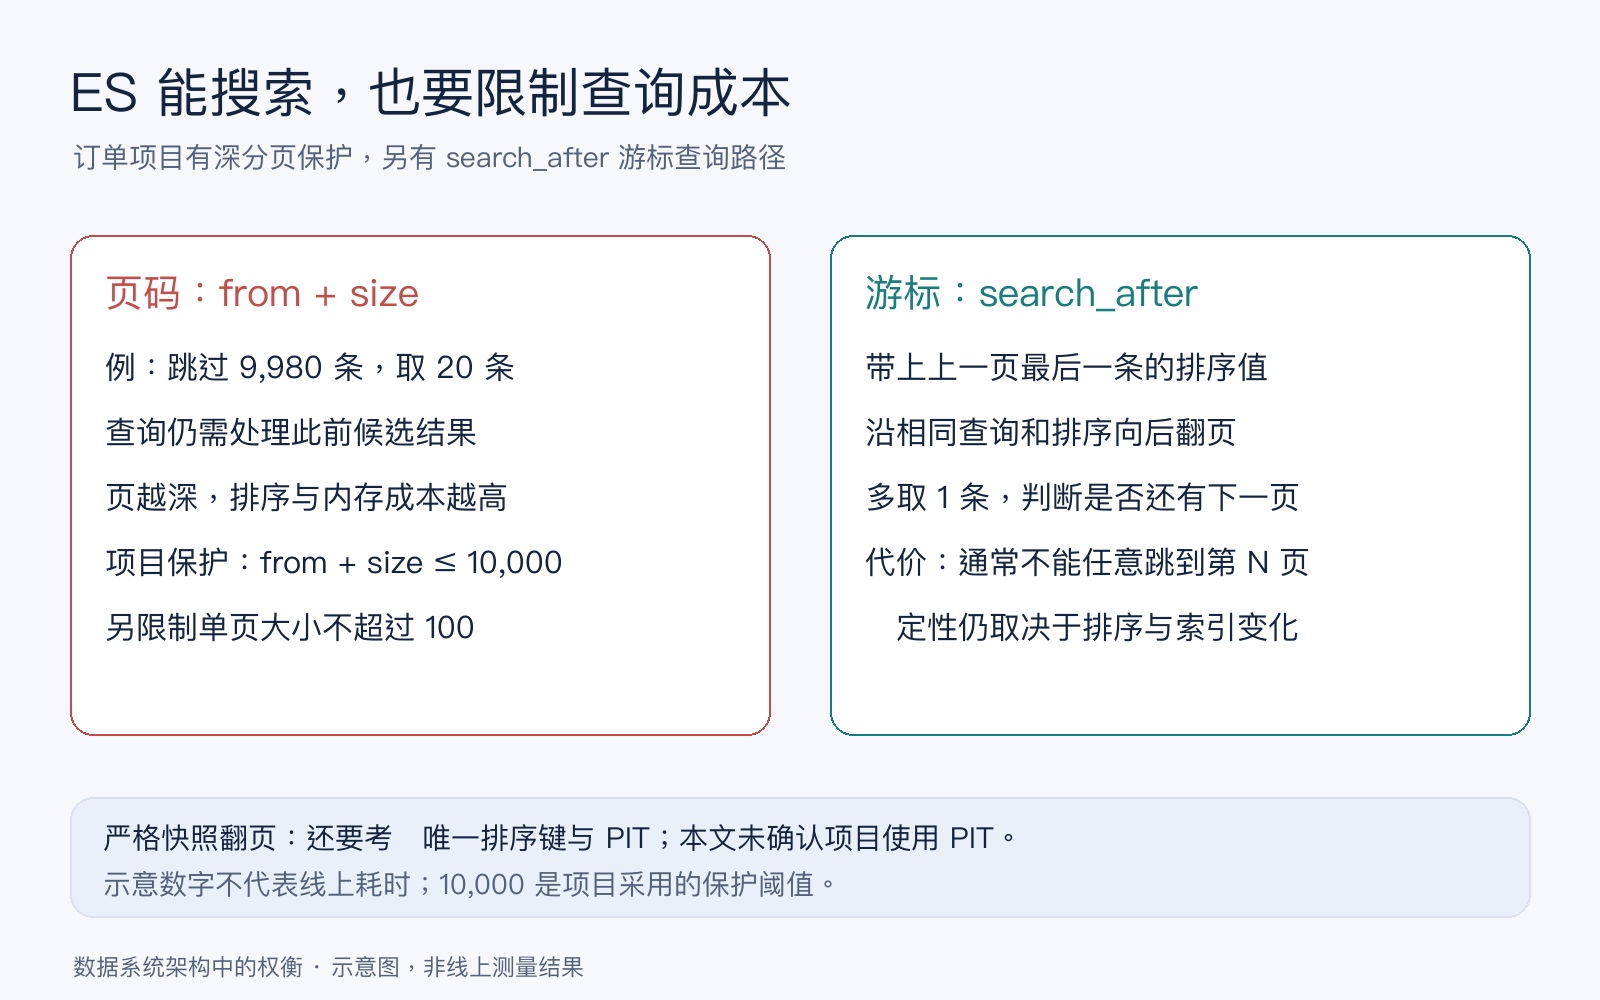 ES 能搜索，也要限制查询成本
订单项目有深分页保护，另有 search_after 游标查询路径
页码：from + size
例：跳过 9,980 条，取 20 条
查询仍需处理此前候选结果
页越深，排序与内存成本越高
项目保护：from + size ≤ 10,000
另限制单页大小不超过 100
游标：search_after
带上上一页最后一条的排序值
沿相同查询和排序向后翻页
多取 1 条，判断是否还有下一页
代价：通常不能任意跳到第 N 页
定性仍取决于排序与索引变化
严格快照翻页：还要考 唯一排序键与 PIT；本文未确认项目使用 PIT。
示意数字不代表线上耗时；10,000 是项目采用的保护阈值。
数据系统架构中的权衡 · 示意图，非线上测量结果